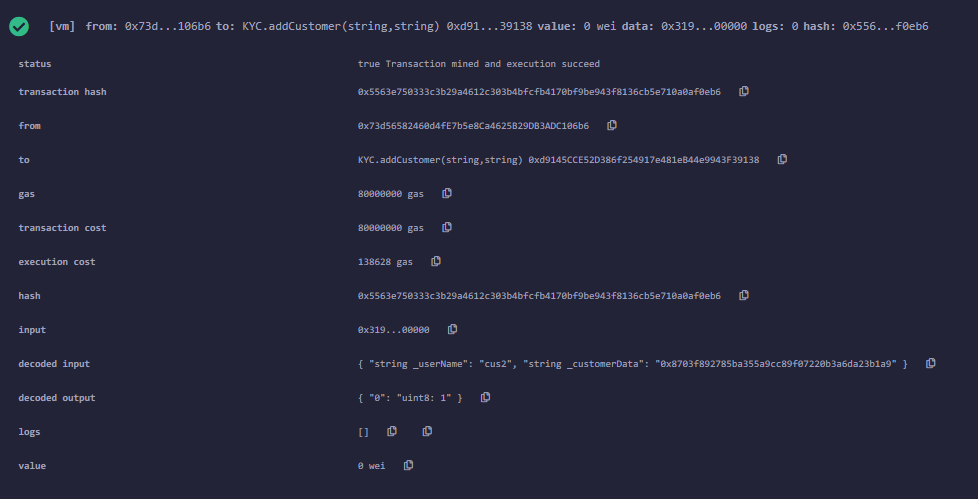 [vm] from: 0x73d...106b6 to: KYC.addCustomer(string,string) 0xd91...39138 value: 0 wei data: 0x319...00000 logs: 0 hash: 0x556...f0eb6
status true Transaction mined and execution succeed
transaction hash 0x5563e750333c3b29a4612c303b4bfcfb4170bf9be943f8136cb5e710a0af0eb6
from 0x73d56582460d4fE7b5e8Ca4625B29DB3ADC106b6
to KYC.addCustomer(string,string) 0xd9145CCE52D386f254917e481eB44e9943F39138
gas 80000000 gas
transaction cost 80000000 gas
execution cost 138628 gas
hash 0x5563e750333c3b29a4612c303b4bfcfb4170bf9be943f8136cb5e710a0af0eb6
input 0x319...00000
decoded input { "string _userName": "cus2", "string _customerData": "0x8703f892785ba355a9cc89f07220b3a6da23b1a9" }
decoded output { "0": "uint8: 1" }
logs []
value 0 wei